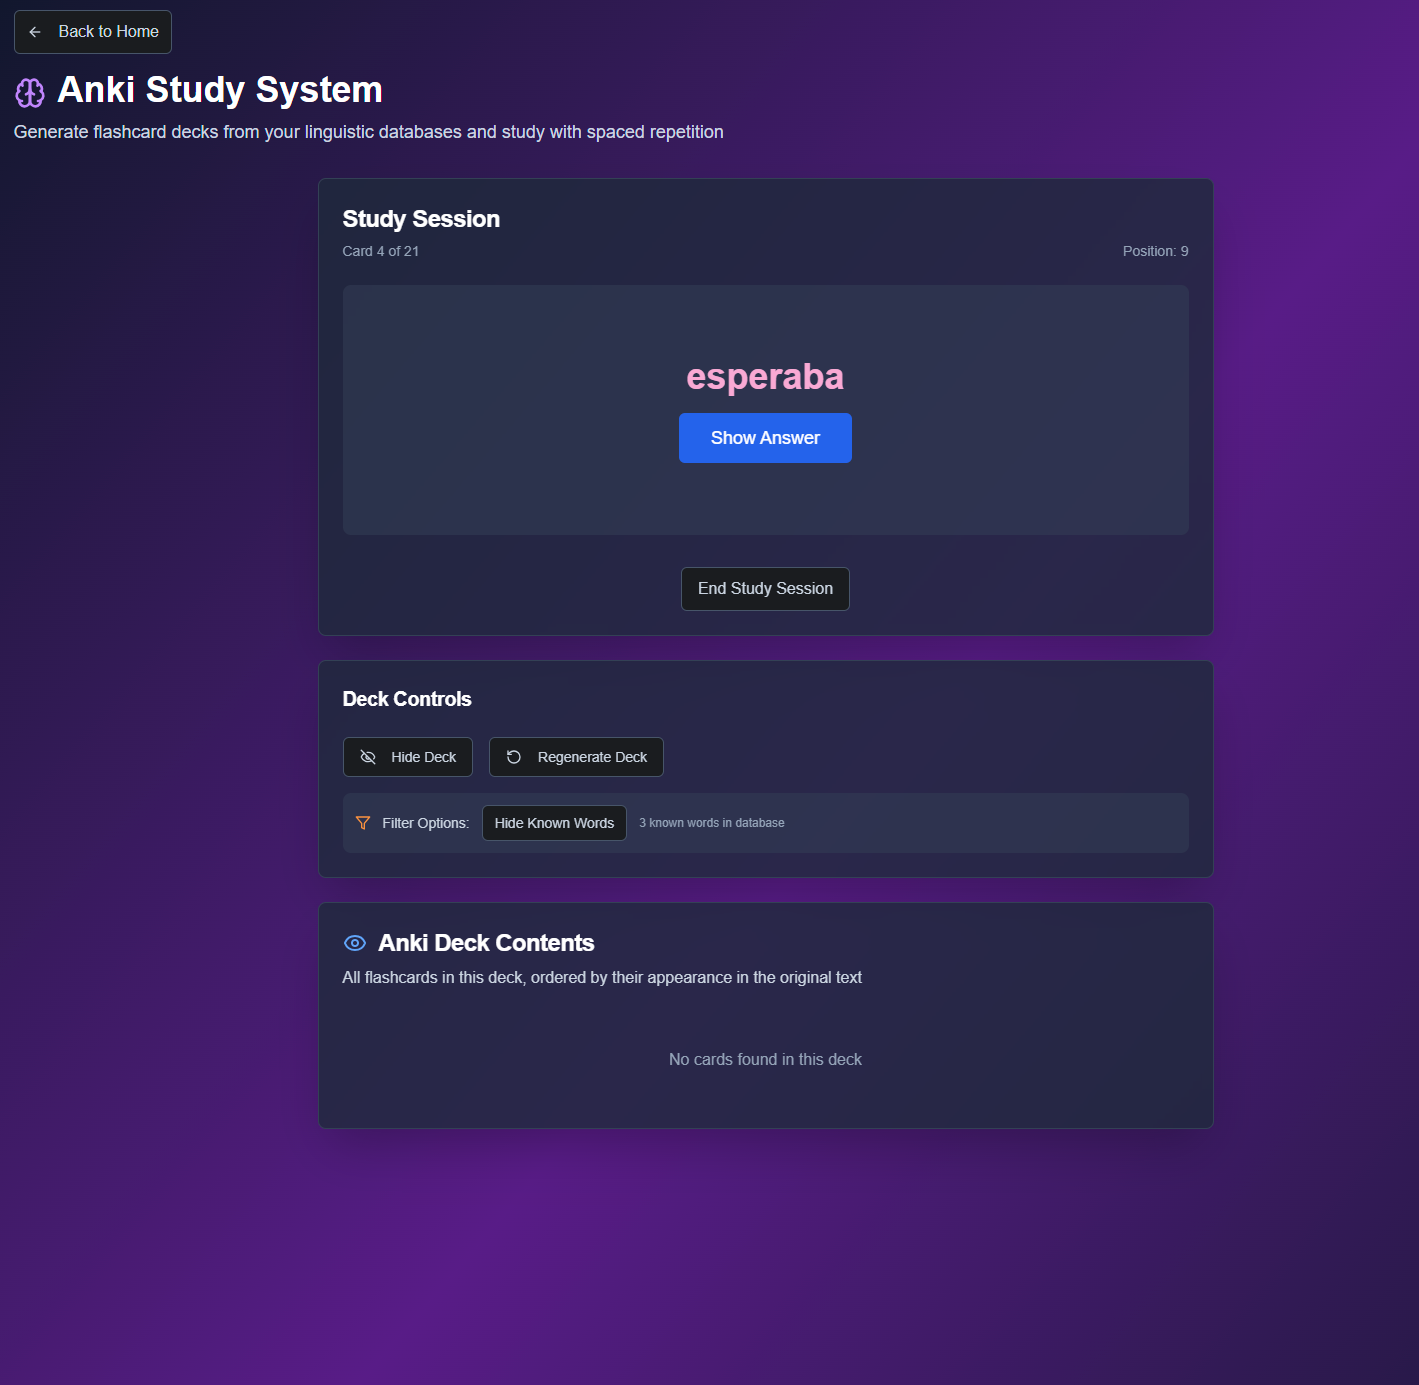 Back to Home
Anki Study System
Generate flashcard decks from your linguistic databases and study with spaced repetition
Study Session
Card 4 of 21
Position: 9
esperaba
Show Answer
End Study Session
Deck Controls
Hide Deck
Regenerate Deck
Filter Options:
Hide Known Words
3 known words in database
Anki Deck Contents
All flashcards in this deck, ordered by their appearance in the original text
No cards found in this deck